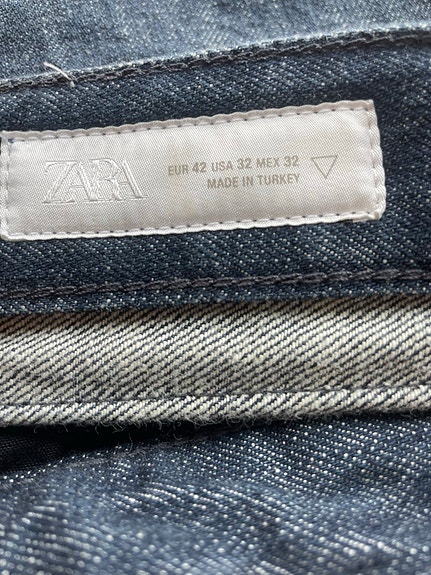 ZARA
EUR 42 USA 32 MEX 32
MADE IN TURKEY